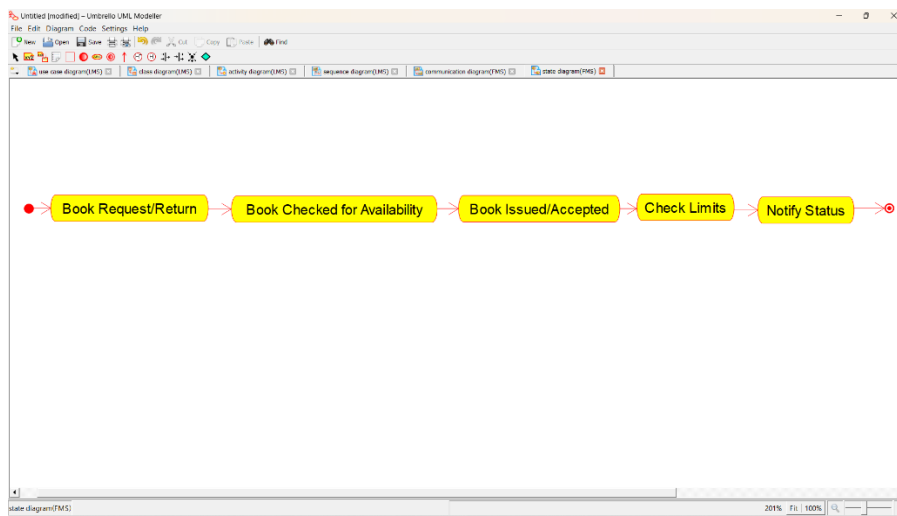 Untitled [modified] – Umbrello UML Modeller
File Edit Diagram Code Settings Help
New Open Save Cut Copy Paste Find
use case diagram(LMS) class diagram(LMS) activity diagram(LMS) sequence diagram(LMS) communication diagram(FMS) state diagram(FMS)
Book Request/Return Book Checked for Availability Book Issued/Accepted Check Limits Notify Status
state diagram(FMS) 201% Fit 100%